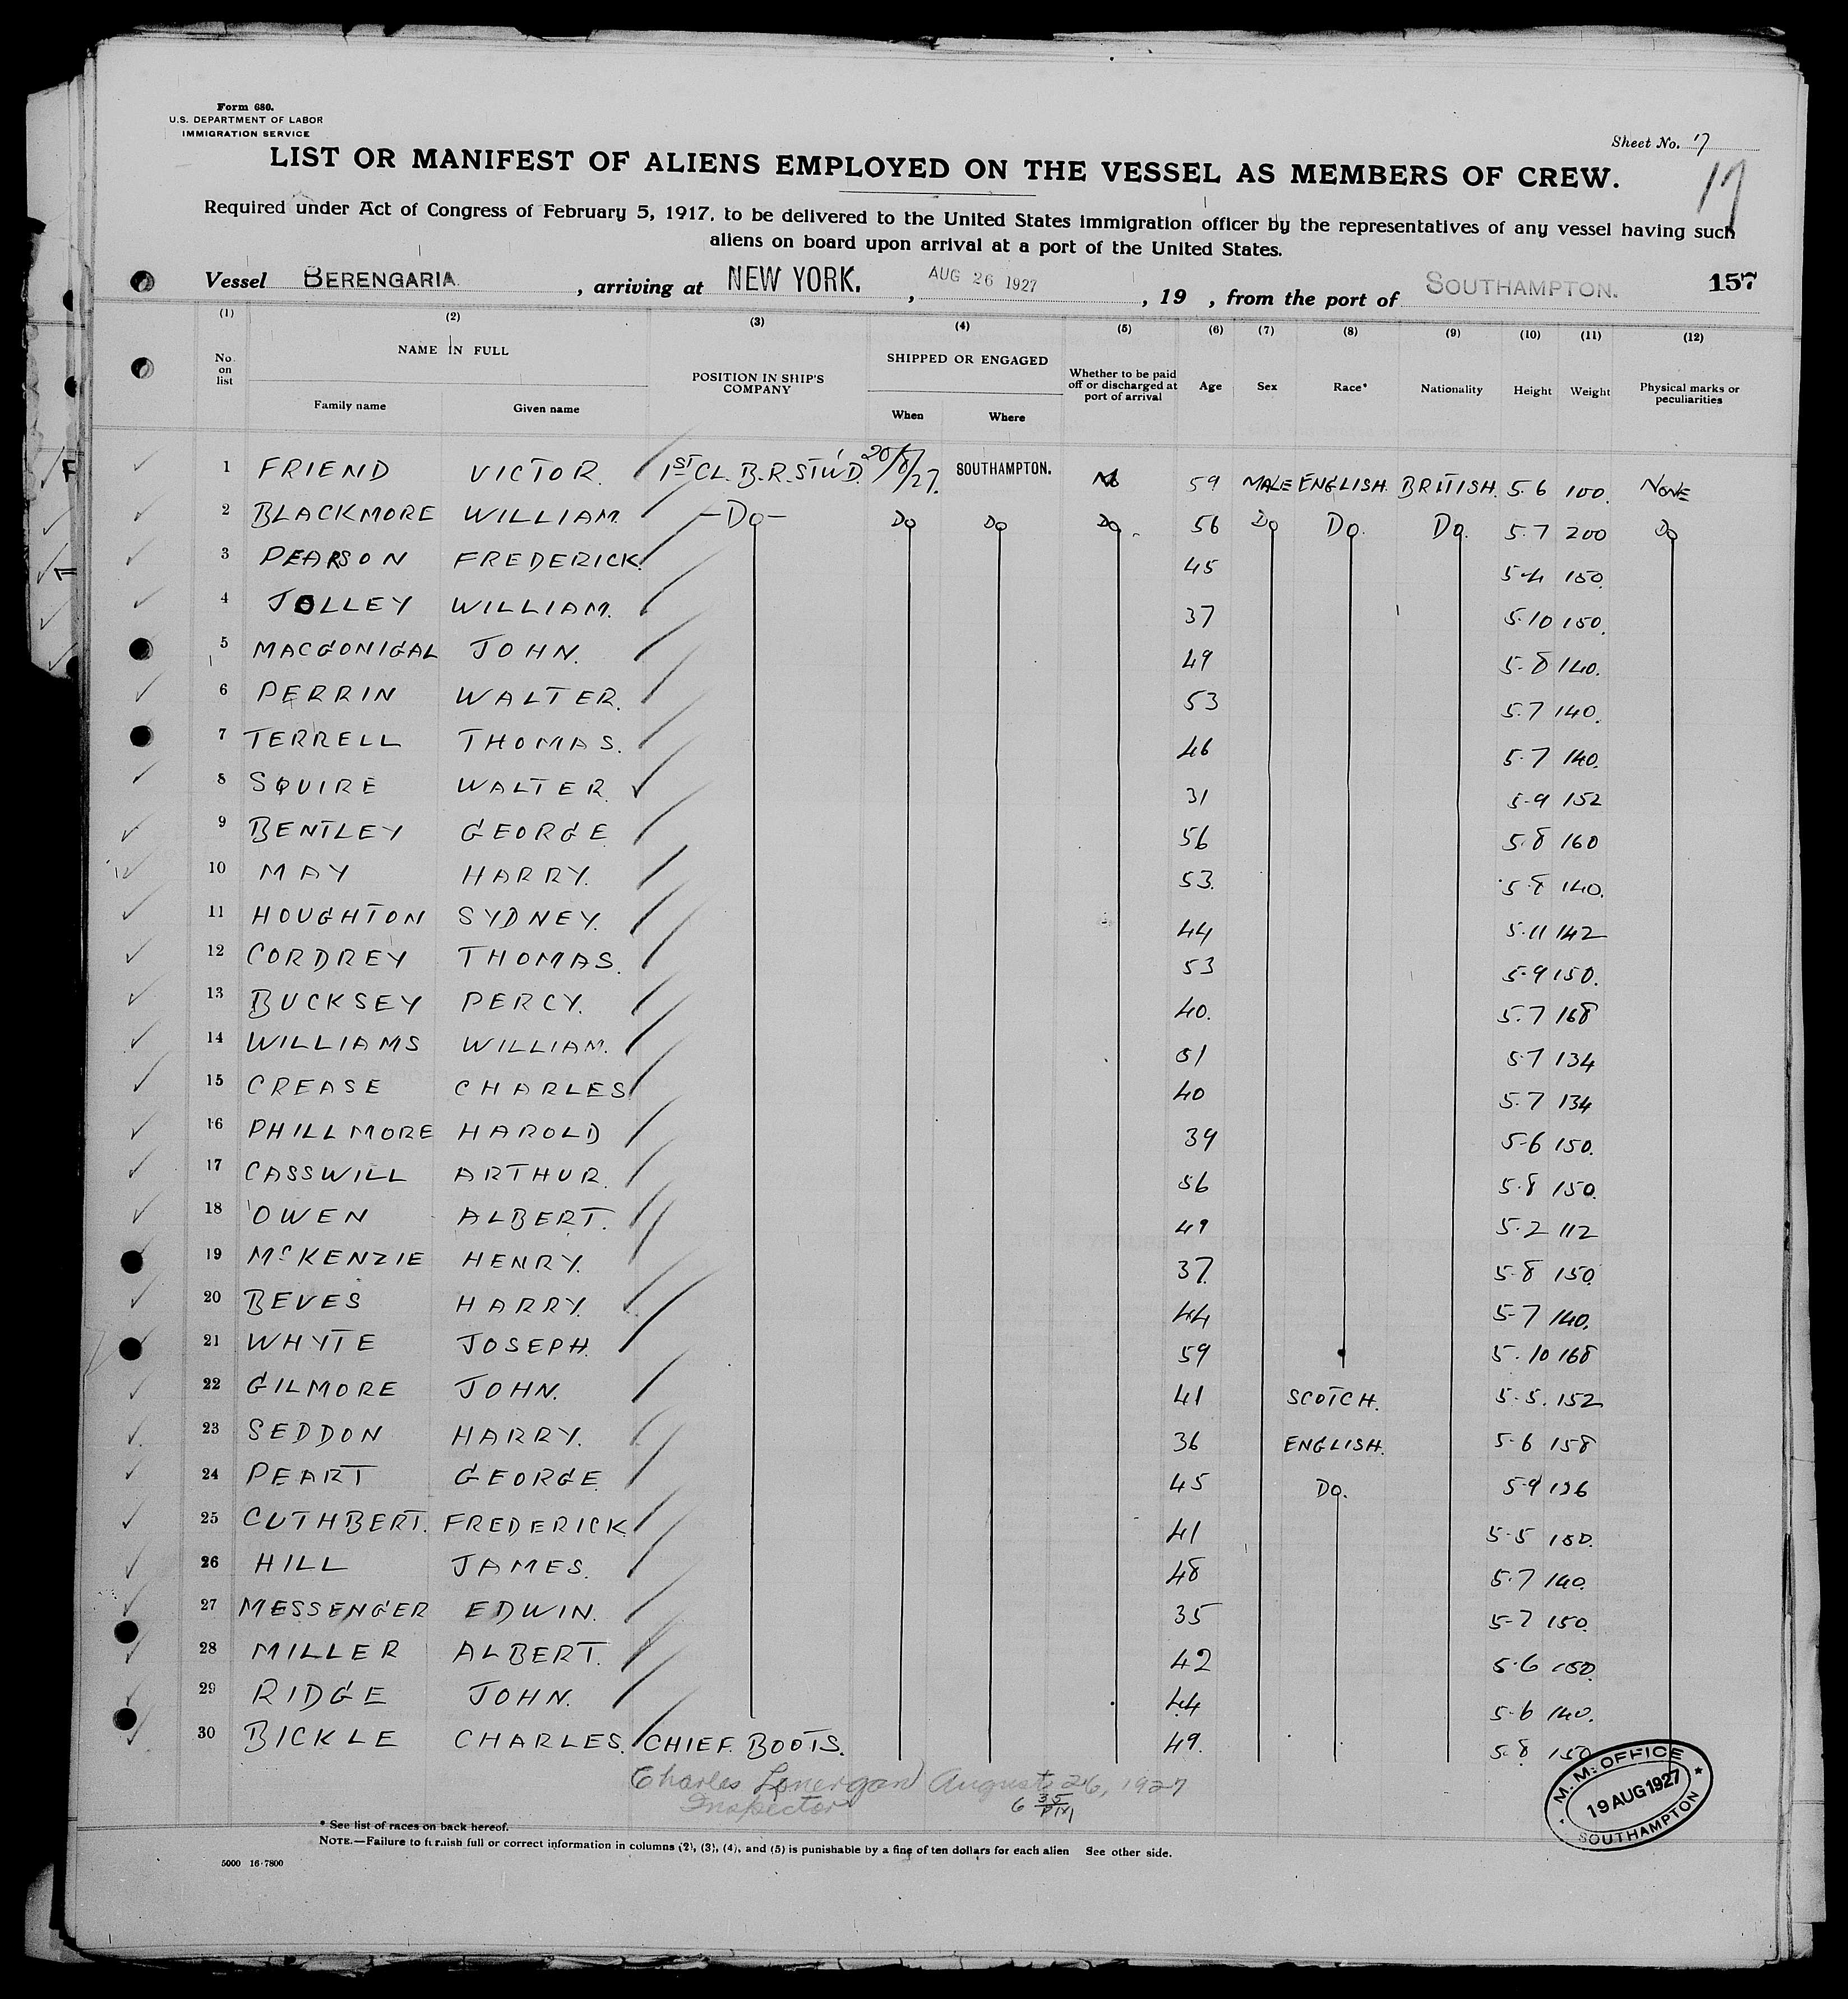 Form 680.
U.S. DEPARTMENT OF LABOR
IMMIGRATION SERVICE
Sheet No. 17
17
LIST OR MANIFEST OF ALIENS EMPLOYED ON THE VESSEL AS MEMBERS OF CREW.
Required under Act of Congress of February 5, 1917, to be delivered to the United States immigration officer by the representatives of any vessel having such
aliens on board upon arrival at a port of the United States.
Vessel BERENGARIA , arriving at NEW YORK. , AUG 26 1927 , 19 , from the port of SOUTHAMPTON. 157
(1) (2) (3) (4) (5) (6) (7) (8) (9) (10) (11) (12)
No. on list NAME IN FULL Family name Given name POSITION IN SHIP'S COMPANY SHIPPED OR ENGAGED When Where Whether to be paid off or discharged at port of arrival Age Sex Race* Nationality Height Weight Physical marks or peculiarities
1 FRIEND VICTOR. 1ST CL. B.R. STW'D. 20/8/27. SOUTHAMPTON. 59 MALE ENGLISH. BRITISH. 5.6 NONE
2 BLACKMORE WILLIAM. -Do- Do Do Do 56 Do Do. Do. 5.7 200 Do
3 PEARSON FREDERICK. 45 5-4
4 JOLLEY WILLIAM. 37 5.10 150.
5 MACGONIGAL JOHN. 49 5.8 140.
6 PERRIN WALTER. 53 5.7 140.
7 TERRELL THOMAS. 46 5.7 140.
8 SQUIRE WALTER 31 5-9 152
9 BENTLEY GEORGE 56 5.8 160
10 MAY HARRY. 53. 5-8 140.
11 HOUGHTON SYDNEY. 44 5.11 142
12 CORDREY THOMAS. 53 5-9 150.
13 BUCKSEY PERCY. 40. 5.7 168
14 WILLIAMS WILLIAM. 51 5.7 134
15 CREASE CHARLES 40 5.7 134
16 PHILLMORE HAROLD 39 5-6 150.
17 CASSWILL ARTHUR. 56 5.8 150.
18 OWEN ALBERT. 49 5.2 112
19 McKENZIE HENRY. 37. 5-8 150
20 BEVES HARRY. 44 5-7 140.
21 WHYTE JOSEPH. 59 5.10 168
22 GILMORE JOHN. 41 SCOTCH. 5-5. 152
23 SEDDON HARRY. 36 ENGLISH. 5-6 158
24 PEART GEORGE. 45 Do. 5-9
25 CUTHBERT. FREDERICK. 41 5-5
26 HILL JAMES. 48 5.7 140
27 MESSENGER EDWIN. 35 5-7 150.
28 MILLER ALBERT. 42 5.6 150
29 RIDGE JOHN. 44 5-6 140.
30 BICKLE CHARLES. CHIEF. BOOTS. 49. 5.8 150
Charles Lonergan August 26, 1927
Inspector 6 35 PM
M. M. OFFICE
19 AUG 1927
SOUTHAMPTON
* See list of races on back hereof.
NOTE.—Failure to furnish full or correct information in columns (2), (3), (4), and (5) is punishable by a fine of ten dollars for each alien See other side.
5000 16-7800